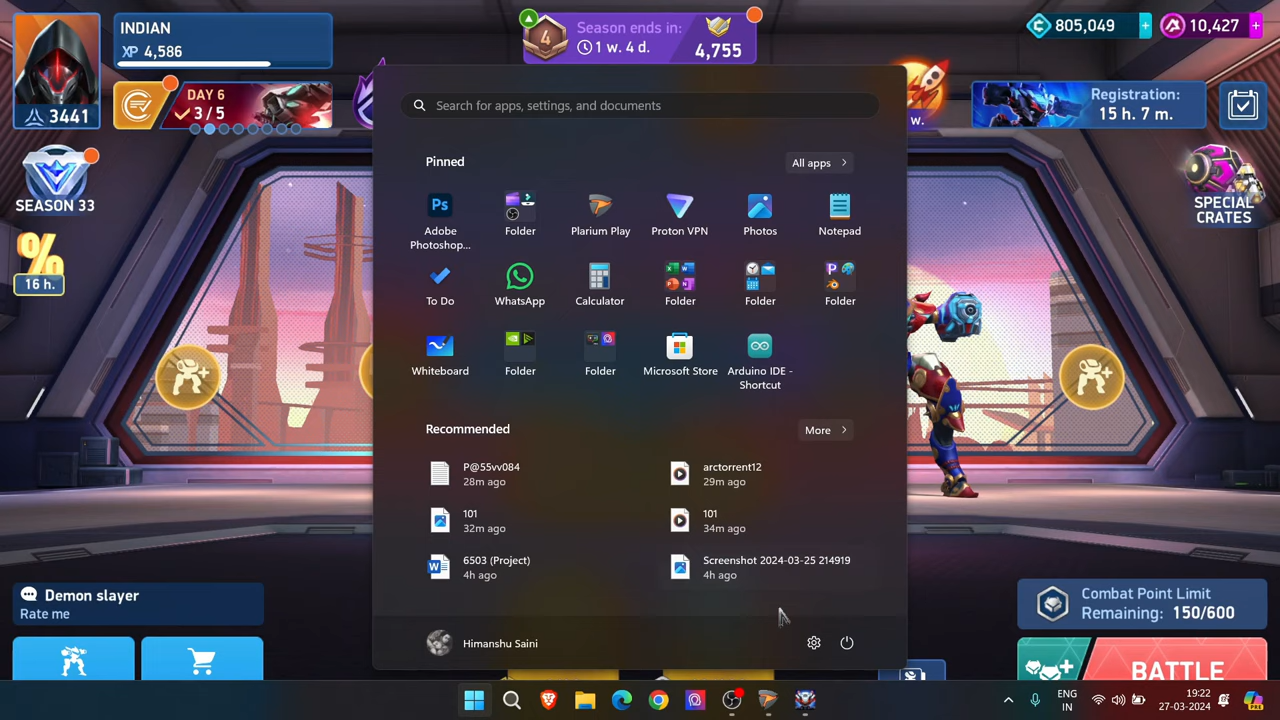 INDIAN
XP 4,586
3441
DAY 6
3/5
4
Season ends in:
1 w. 4 d.
4,755
805,049
10,427
w.
Registration:
15 h. 7 m.
SEASON 33
%
16 h.
SPECIAL
CRATES
Search for apps, settings, and documents
Pinned
All apps
Ps
Adobe
Photoshop...
Folder
Plarium Play
Proton VPN
Photos
Notepad
To Do
WhatsApp
Calculator
Folder
Folder
Folder
Whiteboard
Folder
Folder
Microsoft Store
Arduino IDE -
Shortcut
Recommended
More
P@55vv084
28m ago
arctorrent12
29m ago
101
32m ago
101
34m ago
6503 (Project)
4h ago
Screenshot 2024-03-25 214919
4h ago
Himanshu Saini
Demon slayer
Rate me
Combat Point Limit
Remaining: 150/600
BATTLE
ENG
IN
19:22
27-03-2024
PRE